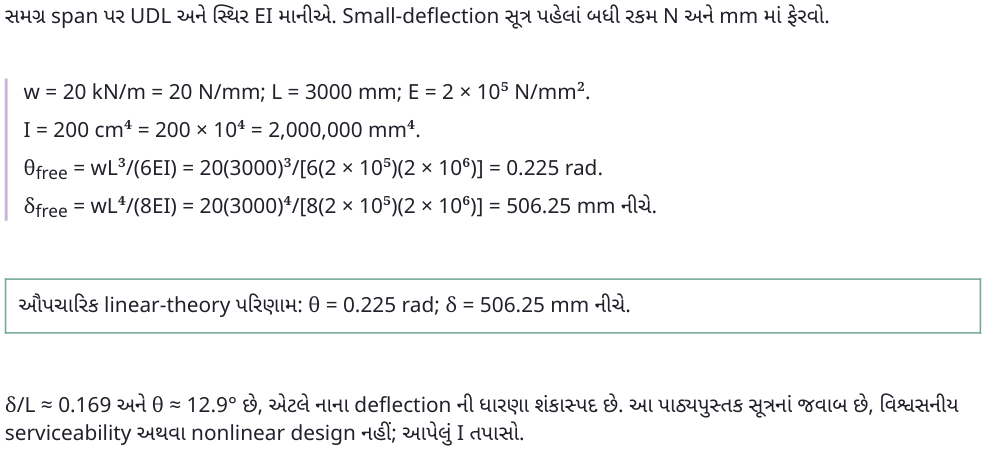 સમગ્ર span પર UDL અને સ્થિર EI માનીએ. Small-deflection સૂત્ર પહેલાં બધી રકમ N અને mm માં ફેરવો.
w = 20 kN/m = 20 N/mm; L = 3000 mm; E = 2 × 10⁵ N/mm².
I = 200 cm⁴ = 200 × 10⁴ = 2,000,000 mm⁴.
θfree = wL³/(6EI) = 20(3000)³/[6(2 × 10⁵)(2 × 10⁶)] = 0.225 rad.
δfree = wL⁴/(8EI) = 20(3000)⁴/[8(2 × 10⁵)(2 × 10⁶)] = 506.25 mm નીચે.
ઔપચારિક linear-theory પરિણામ: θ = 0.225 rad; δ = 506.25 mm નીચે.
δ/L ≈ 0.169 અને θ ≈ 12.9° છે, એટલે નાના deflection ની ધારણા શંકાસ્પદ છે. આ પાઠ્યપુસ્તક સૂત્રનાં જવાબ છે, વિશ્વસનીય
serviceability અથવા nonlinear design નહીં; આપેલું I તપાસો.